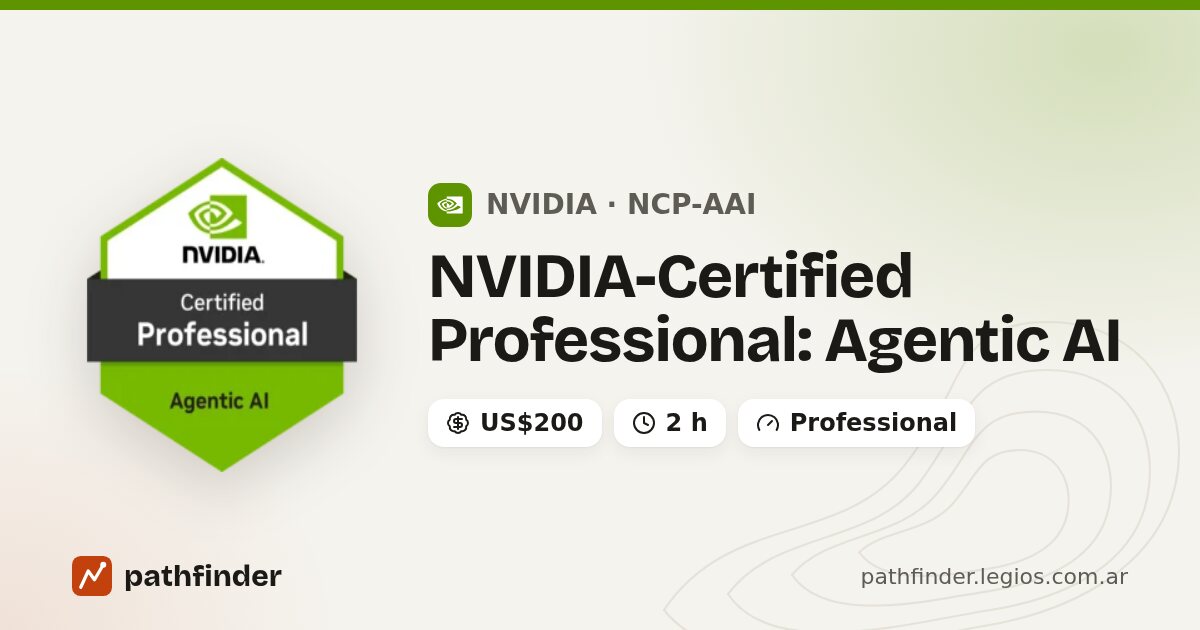 NVIDIA.
Certified
Professional
Agentic AI
NVIDIA · NCP-AAI
NVIDIA-Certified
Professional: Agentic AI
US$200
2 h
Professional
pathfinder
pathfinder.legios.com.ar